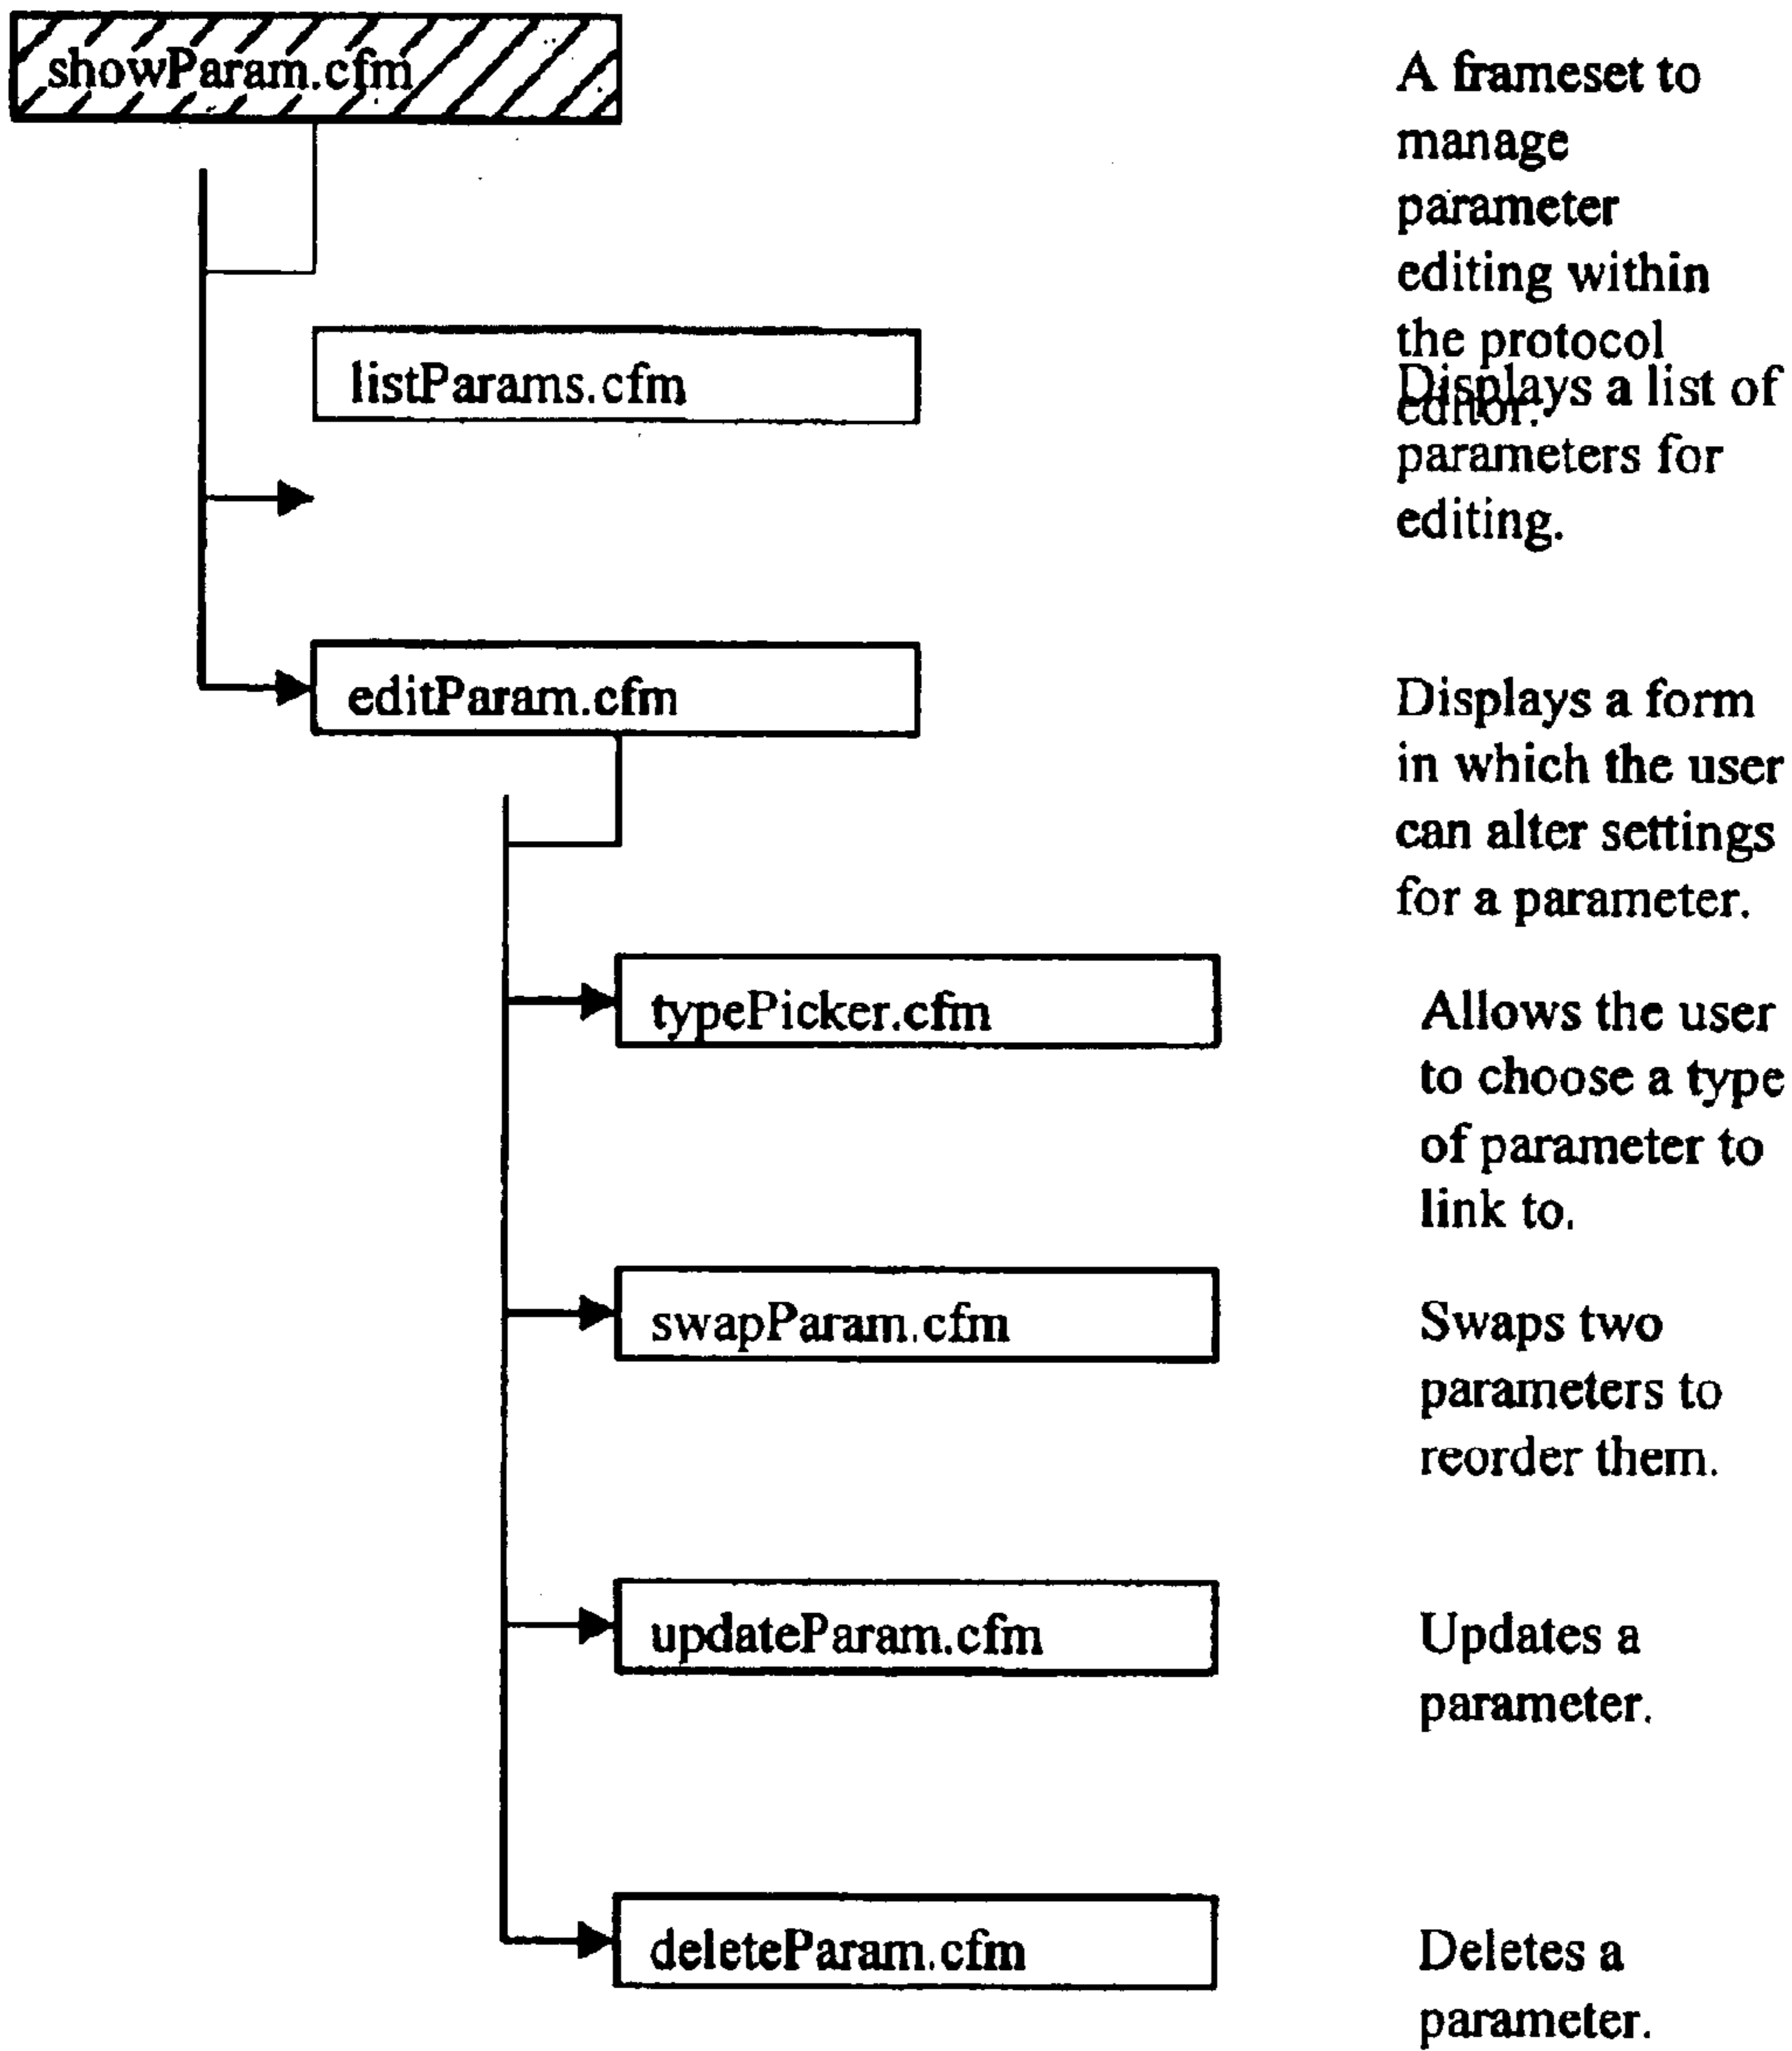 showParam.cfm
A frameset to
manage
parameter
editing within
the protocol
editor.
listParams.cfm
Displays a list of
parameters for
editing.
editParam.cfm
Displays a form
in which the user
can alter settings
for a parameter.
typePicker.cfm
Allows the user
to choose a type
of parameter to
link to.
swapParam.cfm
Swaps two
parameters to
reorder them.
updateParam.cfm
Updates a
parameter.
deleteParam.cfm
Deletes a
parameter.